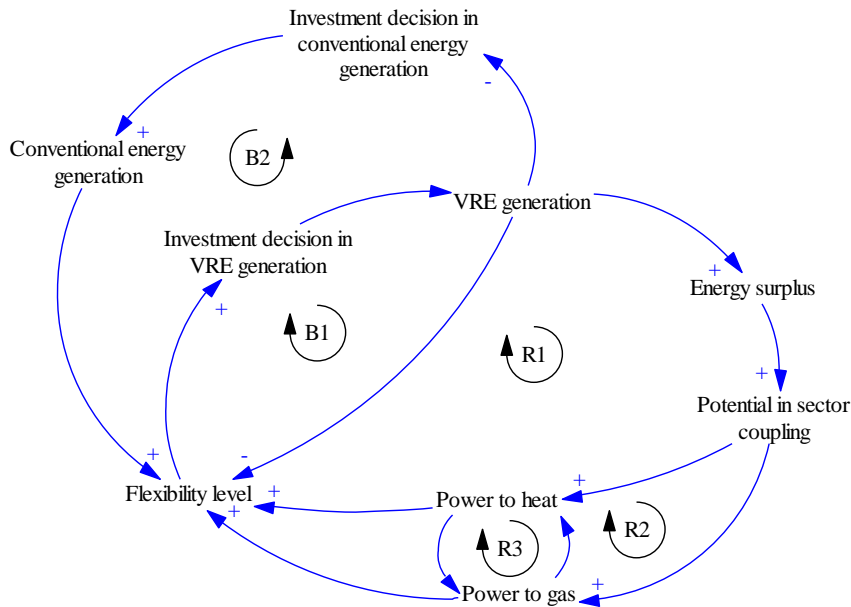 Investment decision in
conventional energy
generation
-
+
Conventional energy
generation
B2
VRE generation
Investment decision in
VRE generation
+
+
Energy surplus
B1
R1
+
Potential in sector
coupling
+
-
+
Flexibility level
+
+
Power to heat
R2
R3
+
Power to gas